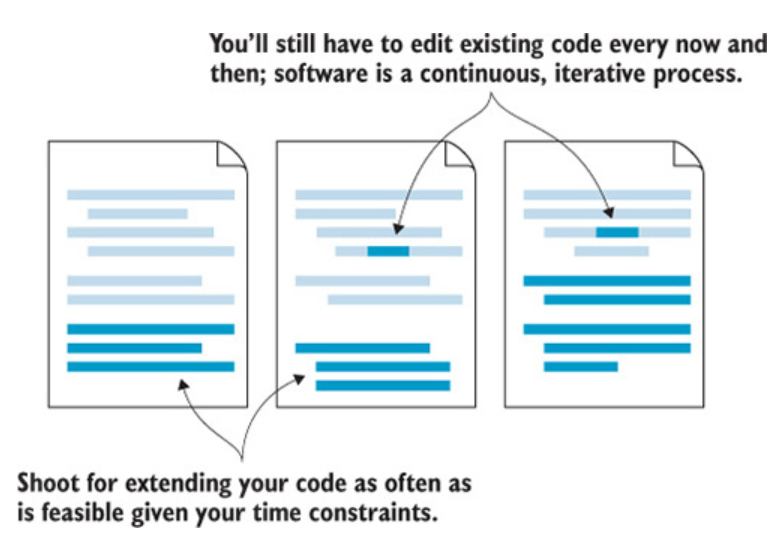 You'll still have to edit existing code every now and
then; software is a continuous, iterative process.
Shoot for extending your code as often as
is feasible given your time constraints.